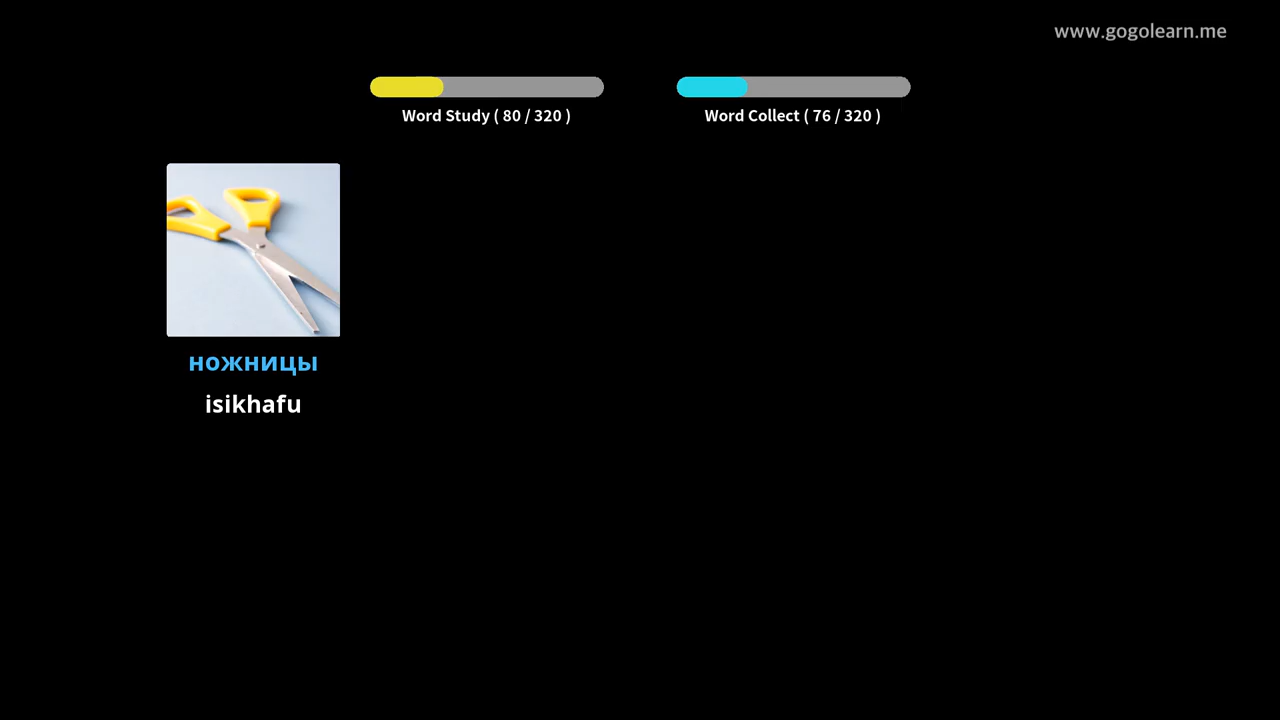 www.gogolearn.me
Word Study ( 80 / 320 )
Word Collect ( 76 / 320 )
ножницы
isikhafu